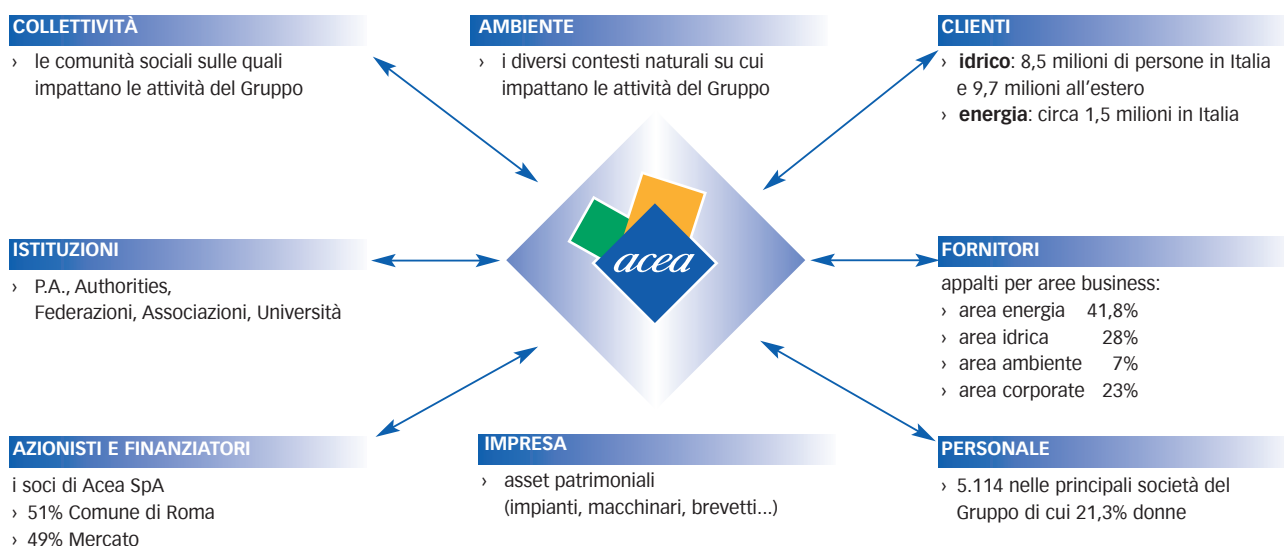 COLLETTIVITÀ
› le comunità sociali sulle quali
impattano le attività del Gruppo
AMBIENTE
› i diversi contesti naturali su cui
impattano le attività del Gruppo
CLIENTI
› idrico: 8,5 milioni di persone in Italia
e 9,7 milioni all'estero
› energia: circa 1,5 milioni in Italia
ISTITUZIONI
› P.A., Authorities,
Federazioni, Associazioni, Università
acea
FORNITORI
appalti per aree business:
› area energia 41,8%
› area idrica 28%
› area ambiente 7%
› area corporate 23%
AZIONISTI E FINANZIATORI
i soci di Acea SpA
› 51% Comune di Roma
› 49% Mercato
IMPRESA
› asset patrimoniali
(impianti, macchinari, brevetti...)
PERSONALE
› 5.114 nelle principali società del
Gruppo di cui 21,3% donne